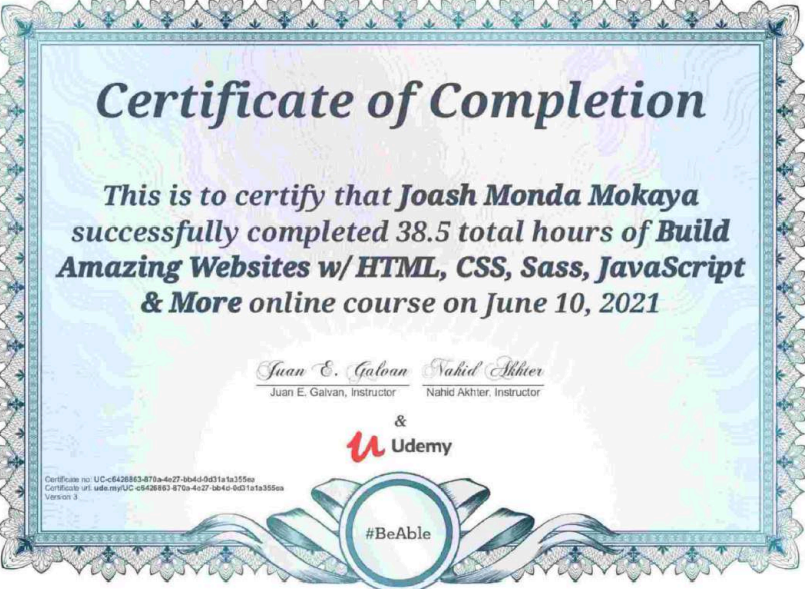 Certificate of Completion
This is to certify that Joash Monda Mokaya
successfully completed 38.5 total hours of Build
Amazing Websites w/ HTML, CSS, Sass, JavaScript
& More online course on June 10, 2021
Juan E. Galvan Nahid Akhter
Juan E. Galvan, Instructor Nahid Akhter, Instructor
&
Udemy
Certificate no: UC-c6426863-870a-4e27-bb4d-0d31a1a355ea
Certificate url: ude.my/UC-c6426863-870a-4e27-bb4d-0d31a1a355ea
Version 3
#BeAble